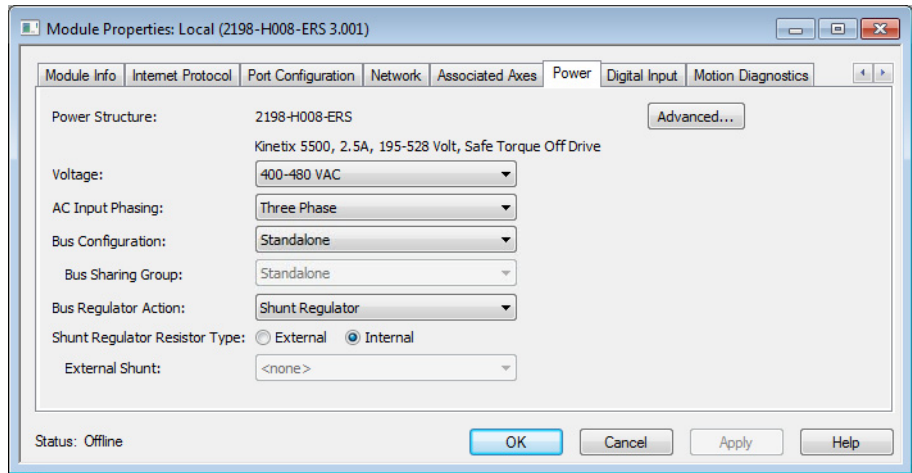 Module Properties: Local (2198-H008-ERS 3.001)
Module Info Internet Protocol Port Configuration Network Associated Axes Power Digital Input Motion Diagnostics
Power Structure: 2198-H008-ERS Advanced...
Kinetix 5500, 2.5A, 195-528 Volt, Safe Torque Off Drive
Voltage: 400-480 VAC
AC Input Phasing: Three Phase
Bus Configuration: Standalone
Bus Sharing Group: Standalone
Bus Regulator Action: Shunt Regulator
Shunt Regulator Resistor Type: External Internal
External Shunt: <none>
Status: Offline OK Cancel Apply Help